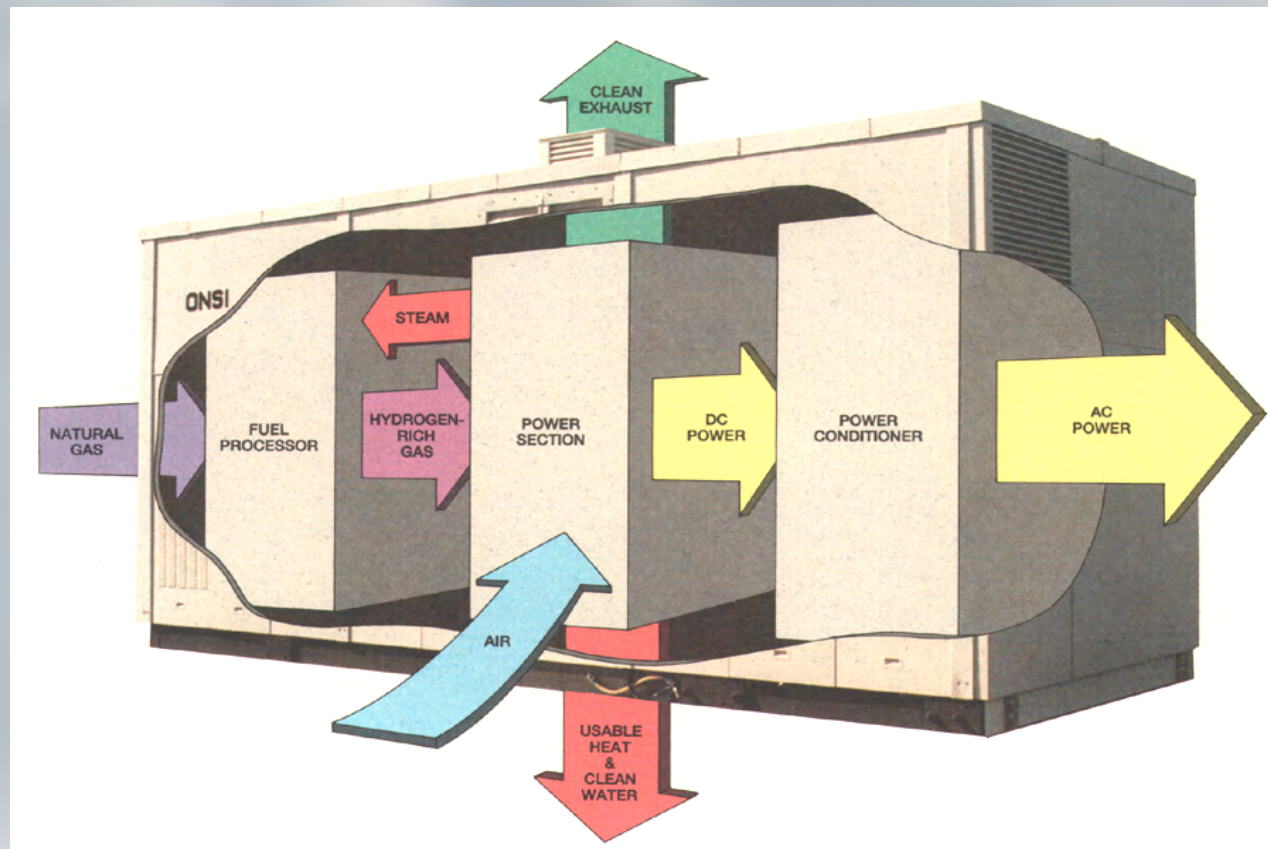 CLEAN
EXHAUST
ONSI
STEAM
NATURAL
GAS
FUEL
PROCESSOR
HYDROGEN-
RICH
GAS
POWER
SECTION
DC
POWER
POWER
CONDITIONER
AC
POWER
AIR
USABLE
HEAT
&
CLEAN
WATER